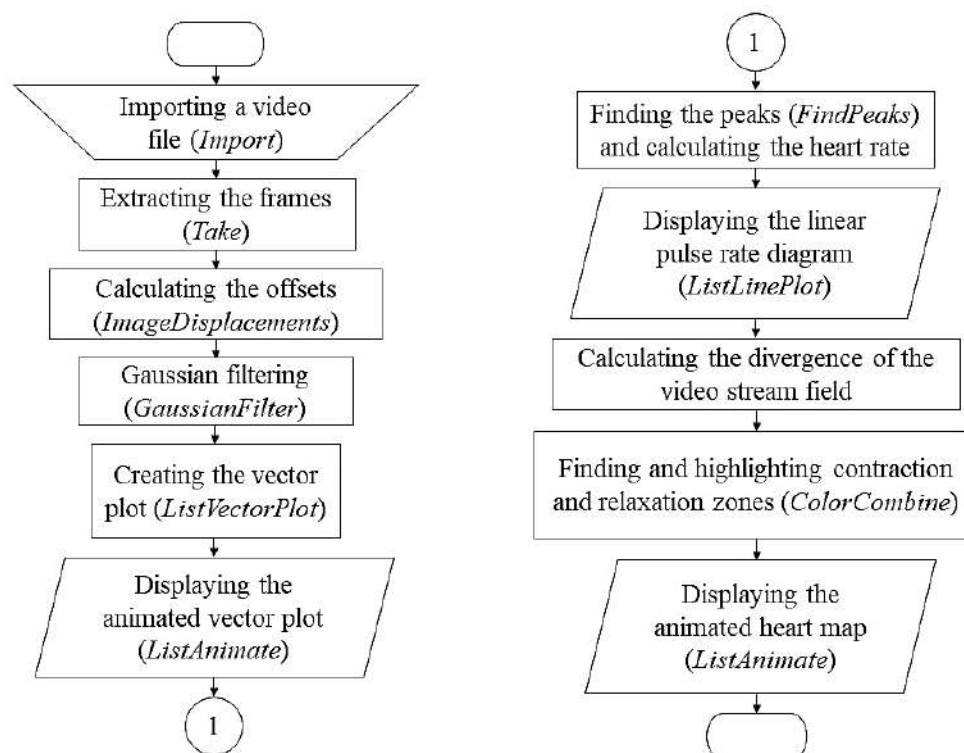 Importing a video
file (Import)
Extracting the frames
(Take)
Calculating the offsets
(ImageDisplacements)
Gaussian filtering
(GaussianFilter)
Creating the vector
plot (ListVectorPlot)
Displaying the
animated vector plot
(ListAnimate)
1
1
Finding the peaks (FindPeaks)
and calculating the heart rate
Displaying the linear
pulse rate diagram
(ListLinePlot)
Calculating the divergence of the
video stream field
Finding and highlighting contraction
and relaxation zones (ColorCombine)
Displaying the
animated heart map
(ListAnimate)